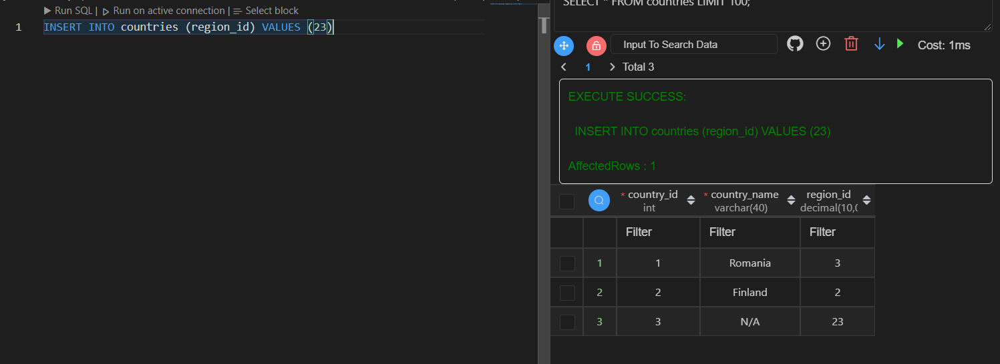 Run SQL | Run on active connection | Select block
1 INSERT INTO countries (region_id) VALUES (23)
SELECT * FROM countries LIMIT 100;
Input To Search Data Cost: 1ms
1 Total 3
EXECUTE SUCCESS:
INSERT INTO countries (region_id) VALUES (23)
AffectedRows : 1
* country_id * country_name region_id
int varchar(40) decimal(10,0
Filter Filter Filter
1 1 Romania 3
2 2 Finland 2
3 3 N/A 23